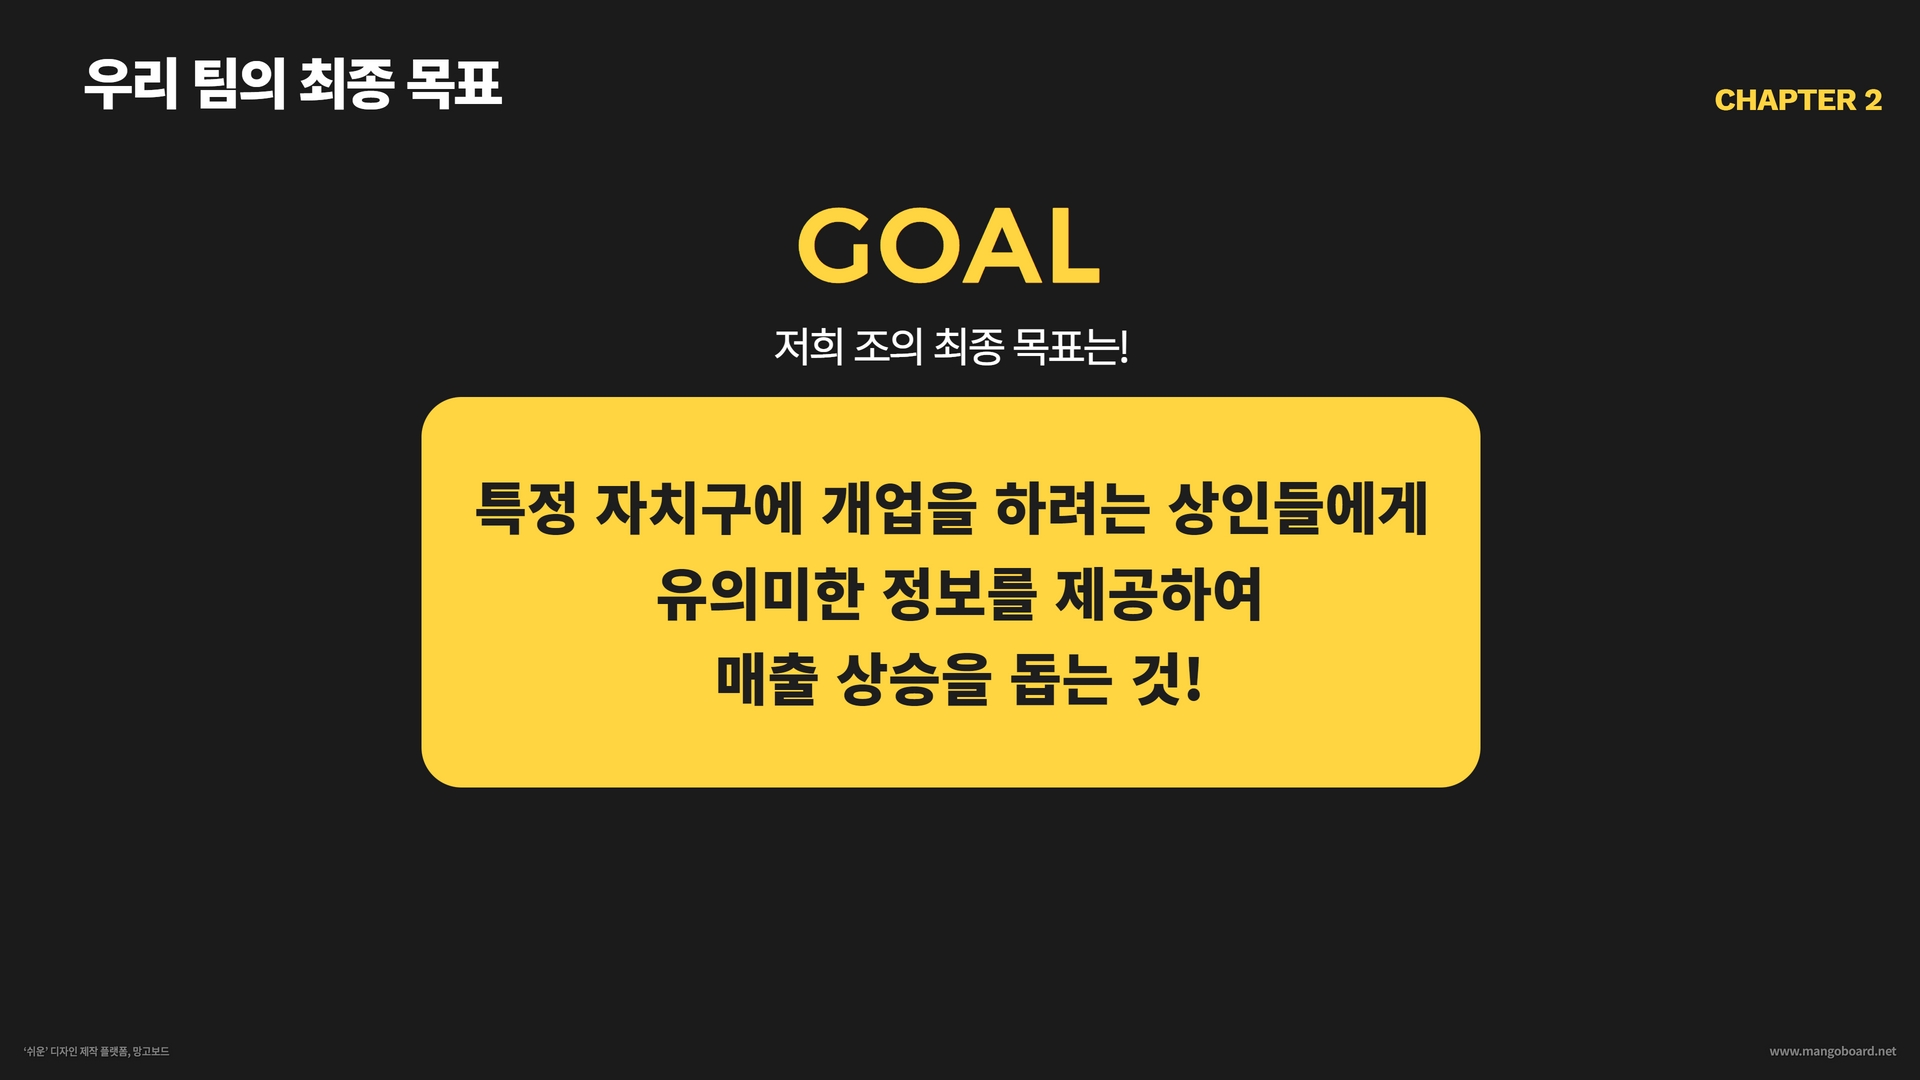 우리 팀의 최종 목표
CHAPTER 2
GOAL
저희 조의 최종 목표는!
특정 자치구에 개업을 하려는 상인들에게
유의미한 정보를 제공하여
매출 상승을 돕는 것!
‘쉬운’ 디자인 제작 플랫폼, 망고보드
www.mangoboard.net